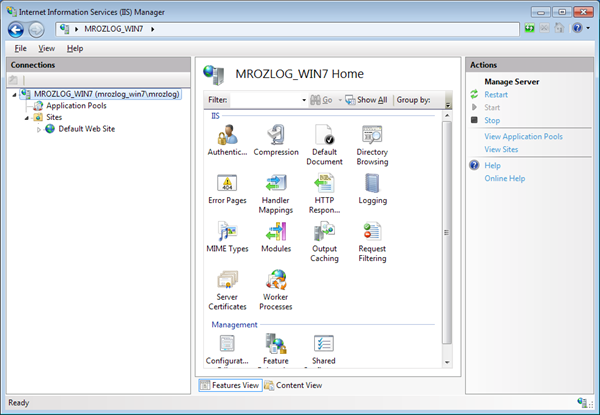 Internet Information Services (IIS) Manager
MROZLOG_WIN7
File View Help
Connections
MROZLOG_WIN7 (mrozlog_win7\mrozlog)
Application Pools
Sites
Default Web Site
MROZLOG_WIN7 Home
Filter: Go Show All Group by:
IIS
Authentic... Compression Default Document Directory Browsing
Error Pages 404 Handler Mappings HTTP Respon... Logging
MIME Types Modules Output Caching Request Filtering
Server Certificates Worker Processes
Management
Configurat... Feature Shared
Features View Content View
Actions
Manage Server
Restart
Start
Stop
View Application Pools
View Sites
Help
Online Help
Ready